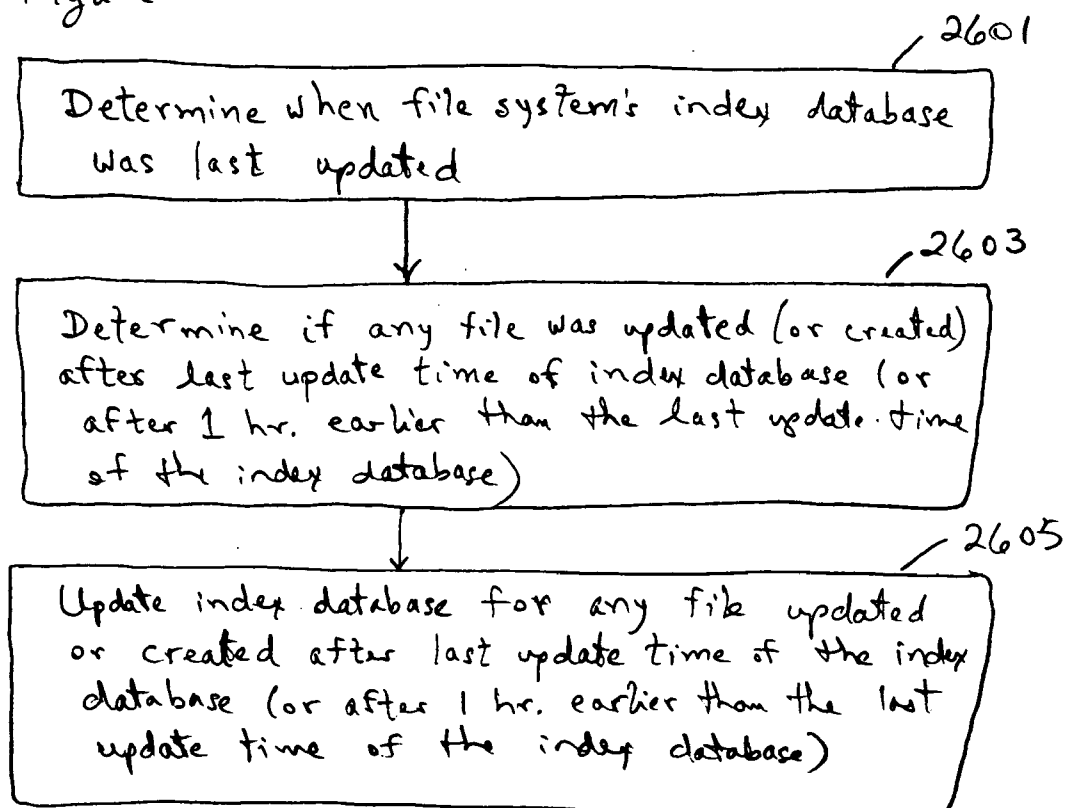 2601
Determine when file system's index database
was last updated
2603
Determine if any file was updated (or created)
after last update time of index database (or
after 1 hr. earlier than the last update time
of the index database)
2605
Update index database for any file updated
or created after last update time of the index
database (or after 1 hr. earlier than the last
update time of the index database)